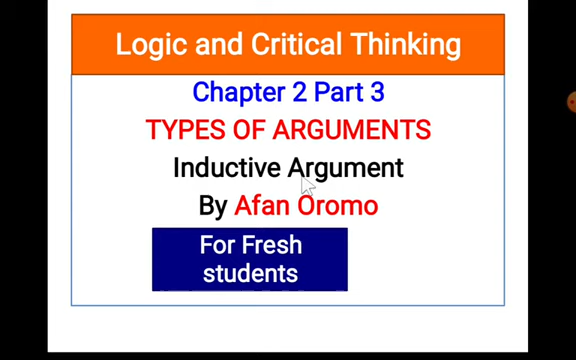 Logic and Critical Thinking
Chapter 2 Part 3
TYPES OF ARGUMENTS
Inductive Argument
By Afan Oromo
For Fresh
students